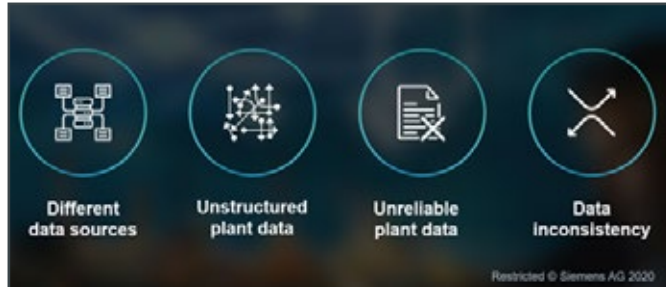 Different
data sources
Unstructured
plant data
Unreliable
plant data
Data
inconsistency
Restricted © Siemens AG 2020